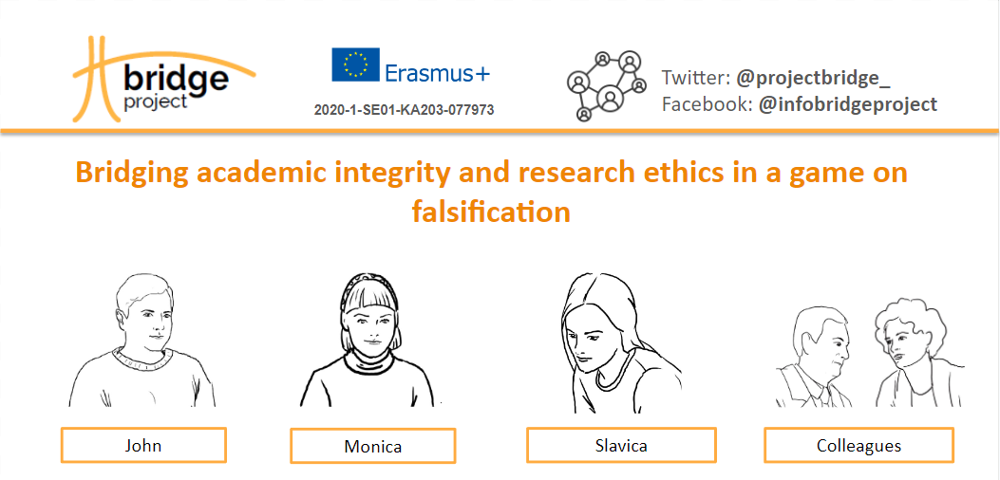 bridge
project
Erasmus+
2020-1-SE01-KA203-077973
Twitter: @projectbridge_
Facebook: @infobridgeproject
Bridging academic integrity and research ethics in a game on
falsification
John
Monica
Slavica
Colleagues